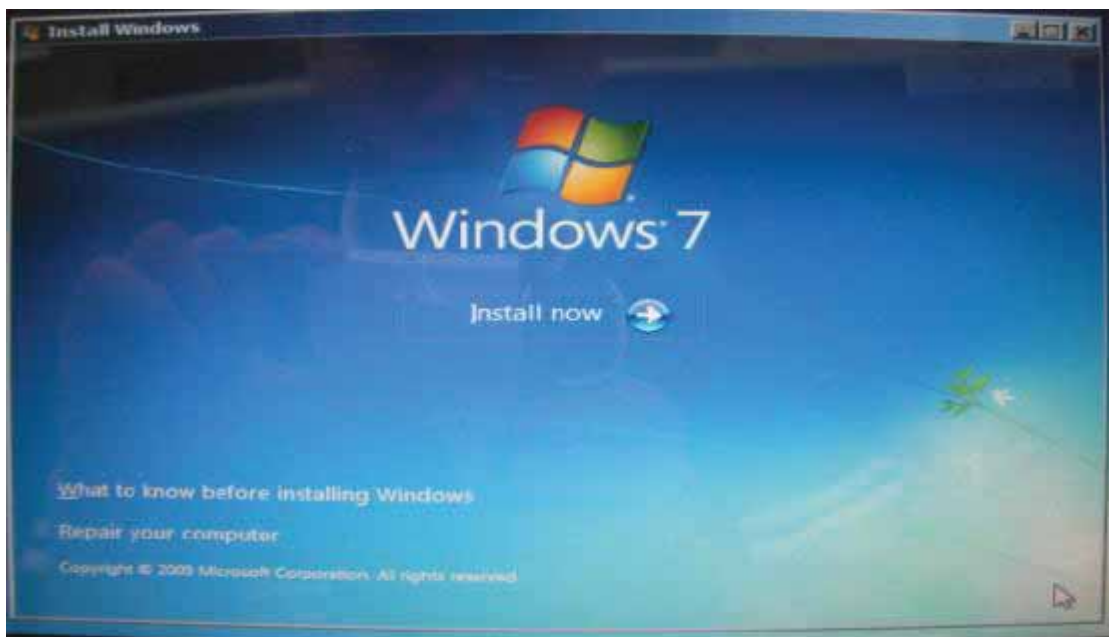 Install Windows
Windows® 7
Install now
What to know before installing Windows
Repair your computer
Copyright © 2009 Microsoft Corporation. All rights reserved.